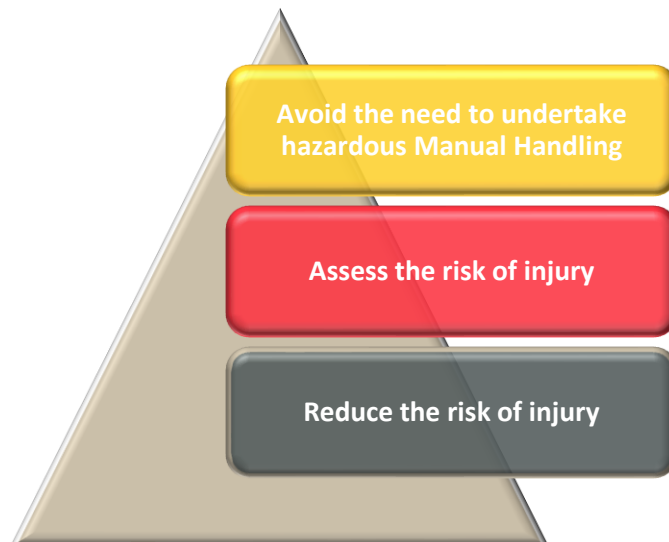 Avoid the need to undertake
hazardous Manual Handling
Assess the risk of injury
Reduce the risk of injury